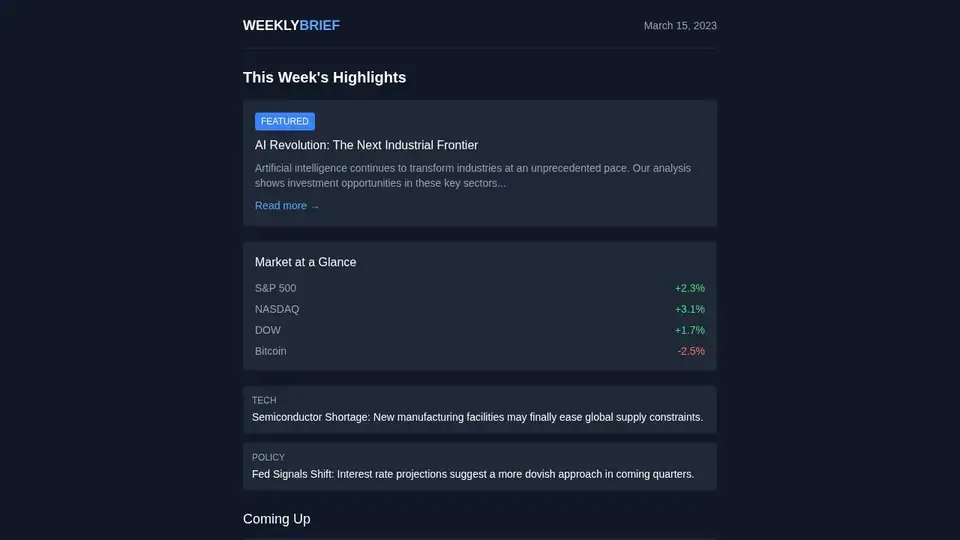 WEEKLYBRIEF
March 15, 2023
This Week's Highlights
FEATURED
AI Revolution: The Next Industrial Frontier
Artificial intelligence continues to transform industries at an unprecedented pace. Our analysis
shows investment opportunities in these key sectors...
Read more →
Market at a Glance
S&P 500 +2.3%
NASDAQ +3.1%
DOW +1.7%
Bitcoin -2.5%
TECH
Semiconductor Shortage: New manufacturing facilities may finally ease global supply constraints.
POLICY
Fed Signals Shift: Interest rate projections suggest a more dovish approach in coming quarters.
Coming Up